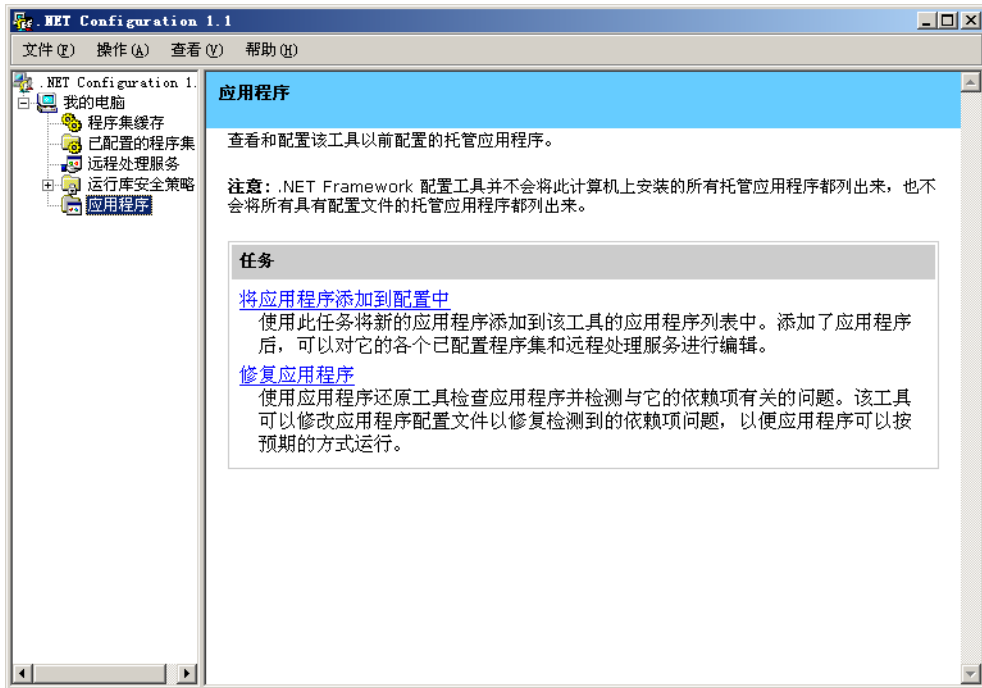 .NET Configuration 1.1
文件(F) 操作(A) 查看(V) 帮助(H)
.NET Configuration 1.
我的电脑
程序集缓存
已配置的程序集
远程处理服务
运行库安全策略
应用程序
应用程序
查看和配置该工具以前配置的托管应用程序。
注意: .NET Framework 配置工具并不会将此计算机上安装的所有托管应用程序都列出来，也不
会将所有具有配置文件的托管应用程序都列出来。
任务
将应用程序添加到配置中
使用此任务将新的应用程序添加到该工具的应用程序列表中。添加了应用程序
后，可以对它的各个已配置程序集和远程处理服务进行编辑。
修复应用程序
使用应用程序还原工具检查应用程序并检测与它的依赖项有关的问题。该工具
可以修改应用程序配置文件以修复检测到的依赖项问题，以便应用程序可以按
预期的方式运行。